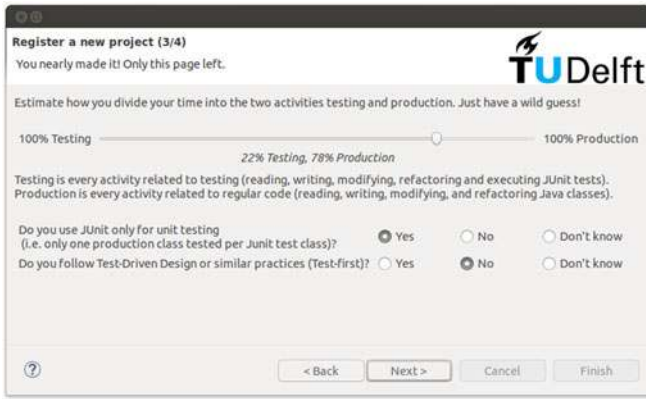 Register a new project (3/4)
You nearly made it! Only this page left.
TUDelft
Estimate how you divide your time into the two activities testing and production. Just have a wild guess!
100% Testing 100% Production
22% Testing, 78% Production
Testing is every activity related to testing (reading, writing, modifying, refactoring and executing JUnit tests).
Production is every activity related to regular code (reading, writing, modifying, and refactoring Java classes).
Do you use JUnit only for unit testing
(i.e. only one production class tested per Junit test class)? Yes No Don't know
Do you follow Test-Driven Design or similar practices (Test-first)? Yes No Don't know
? < Back Next > Cancel Finish